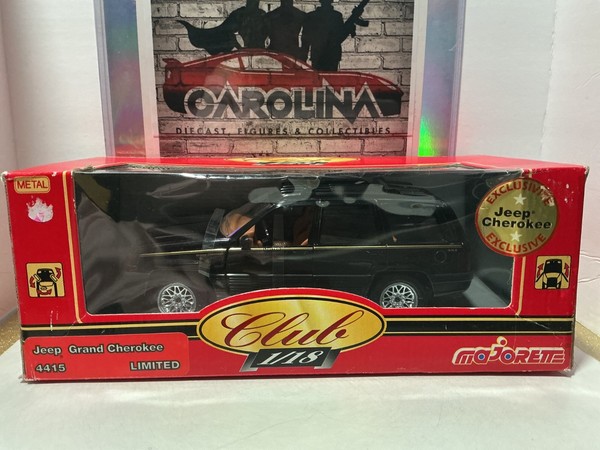 CAROLINA
DIECAST, FIGURES & COLLECTIBLES
METAL
EXCLUSIVE
Jeep®
Cherokee
EXCLUSIVE
Club
1/18
Jeep Grand Cherokee
4415 LIMITED
MAJORETTE